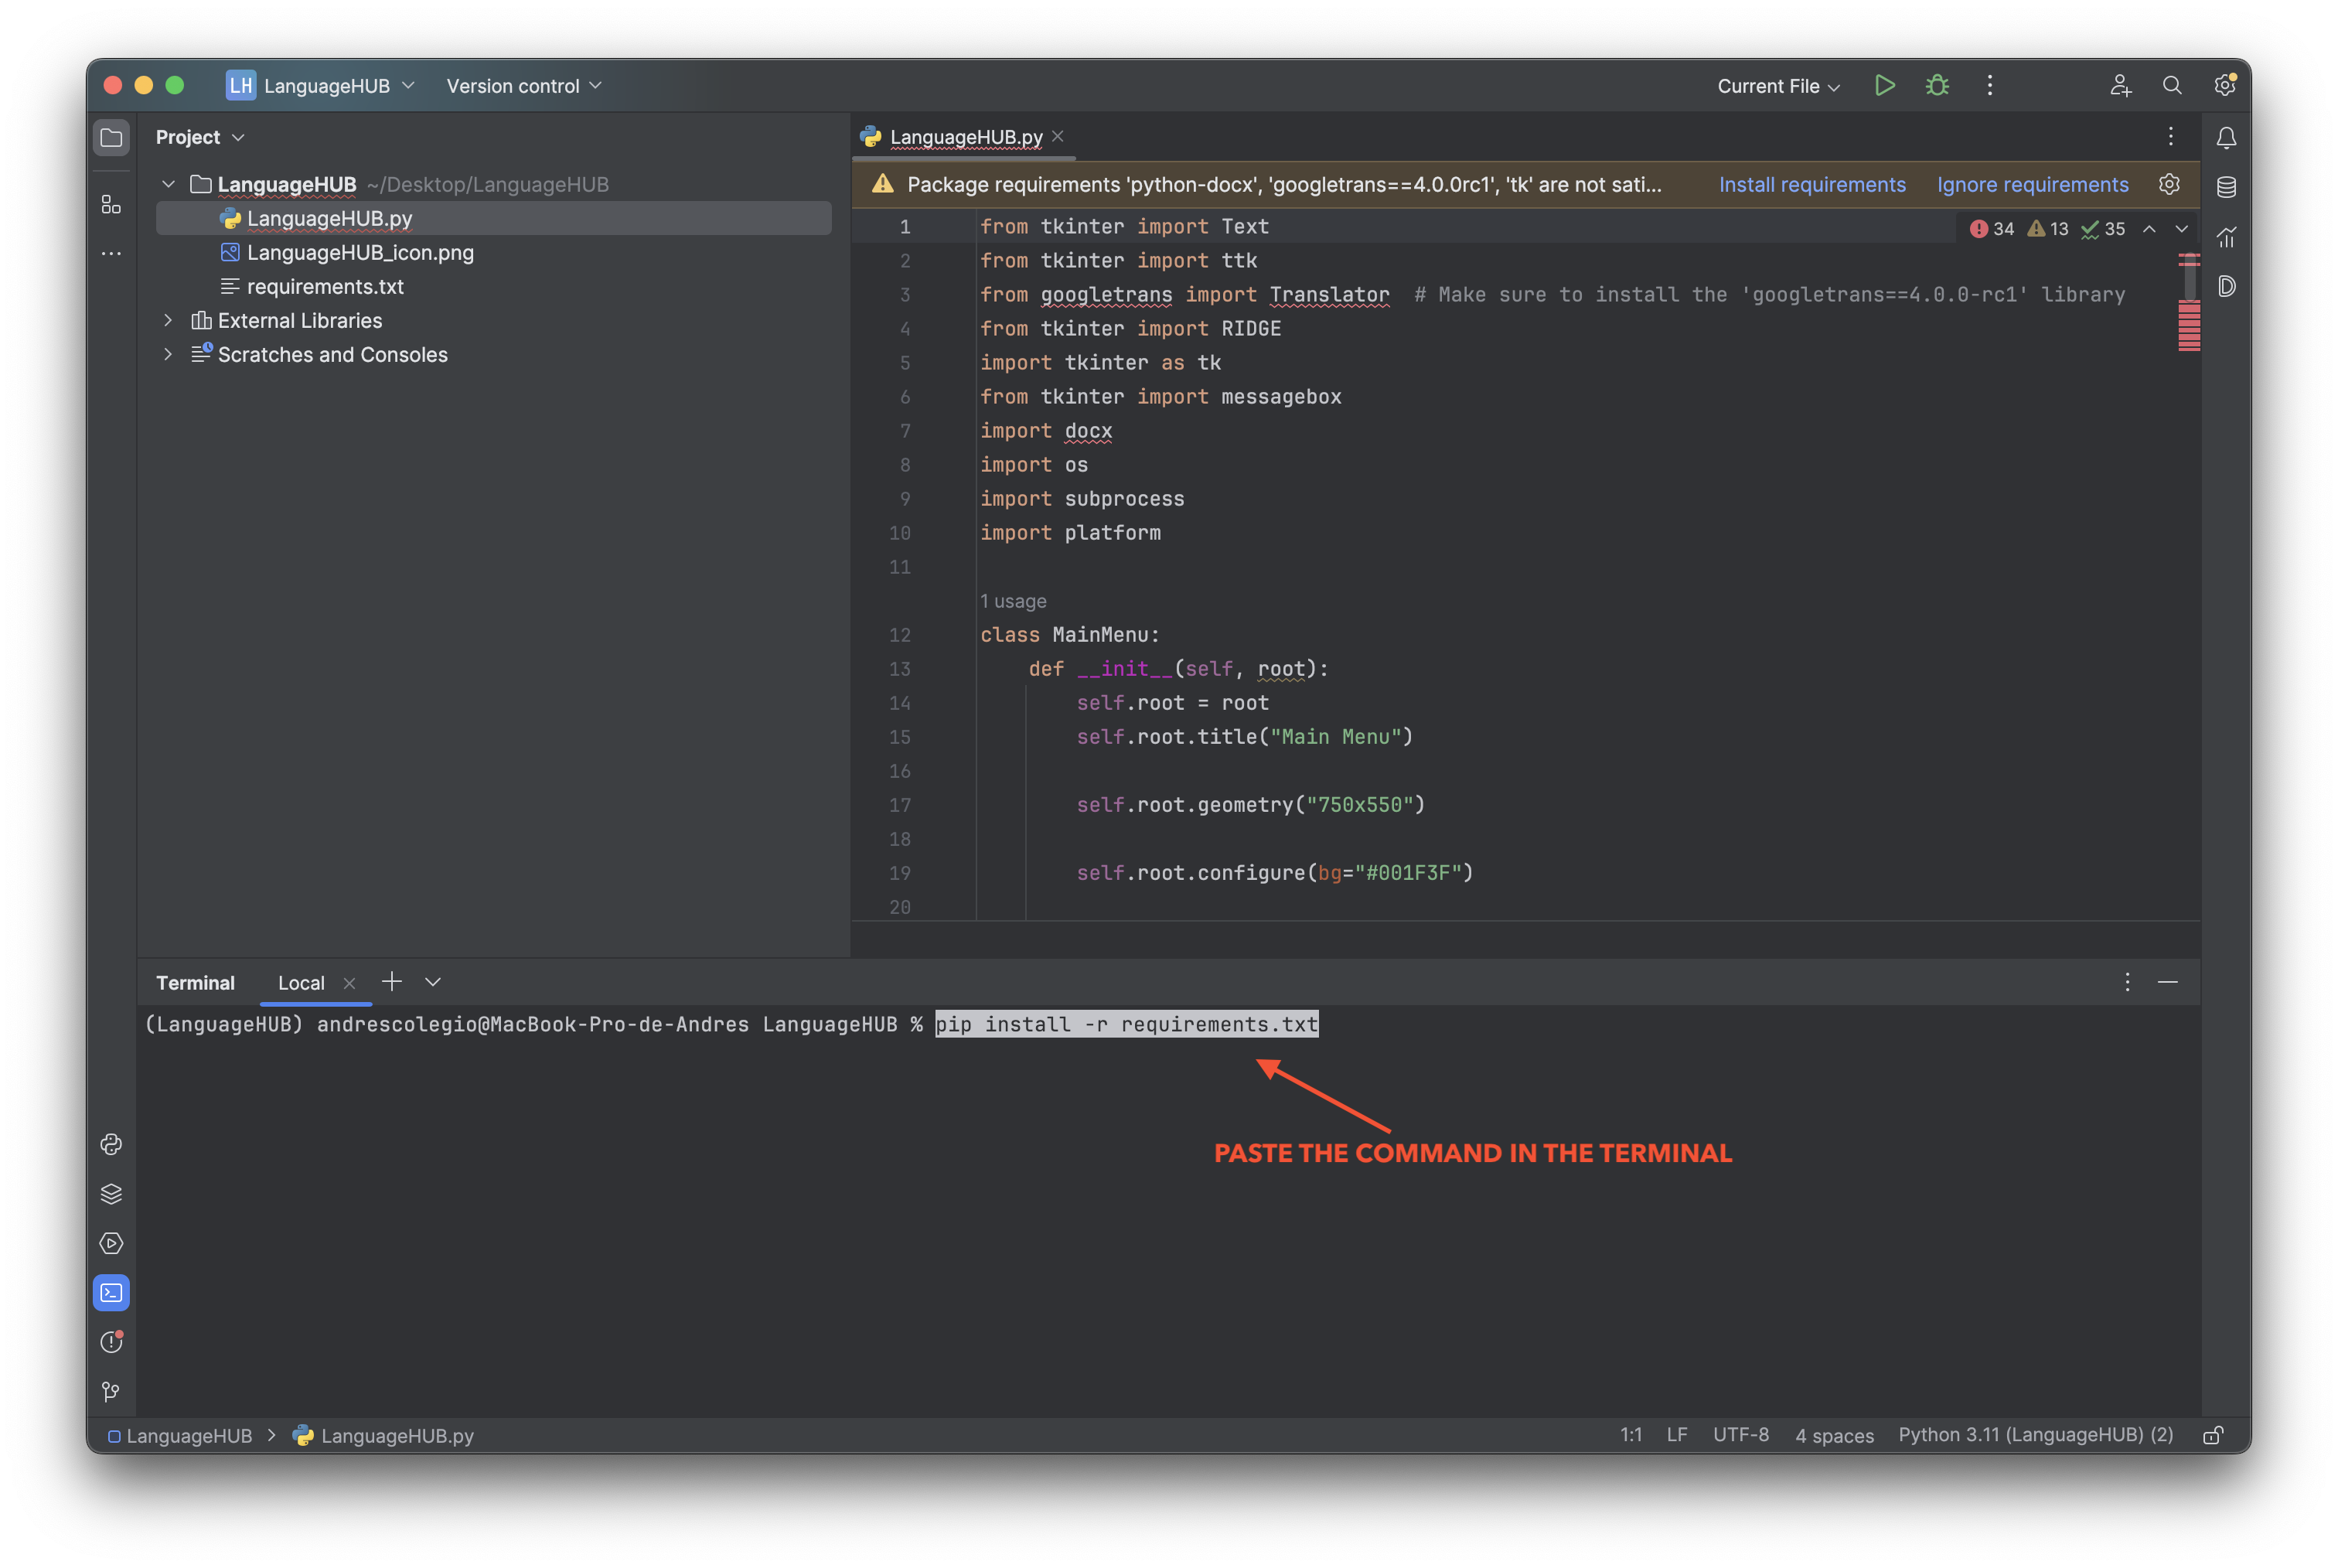 LH LanguageHUB Version control Current File
Project
LanguageHUB ~/Desktop/LanguageHUB
LanguageHUB.py
LanguageHUB_icon.png
requirements.txt
External Libraries
Scratches and Consoles
LanguageHUB.py
Package requirements 'python-docx', 'googletrans==4.0.0rc1', 'tk' are not sati... Install requirements Ignore requirements
34 13 35
1 from tkinter import Text
2 from tkinter import ttk
3 from googletrans import Translator # Make sure to install the 'googletrans==4.0.0-rc1' library
4 from tkinter import RIDGE
5 import tkinter as tk
6 from tkinter import messagebox
7 import docx
8 import os
9 import subprocess
10 import platform
11
1 usage
12 class MainMenu:
13 def __init__(self, root):
14 self.root = root
15 self.root.title("Main Menu")
16
17 self.root.geometry("750x550")
18
19 self.root.configure(bg="#001F3F")
20
Terminal Local
(LanguageHUB) andrescolegio@MacBook-Pro-de-Andres LanguageHUB % pip install -r requirements.txt
PASTE THE COMMAND IN THE TERMINAL
LanguageHUB > LanguageHUB.py 1:1 LF UTF-8 4 spaces Python 3.11 (LanguageHUB) (2)